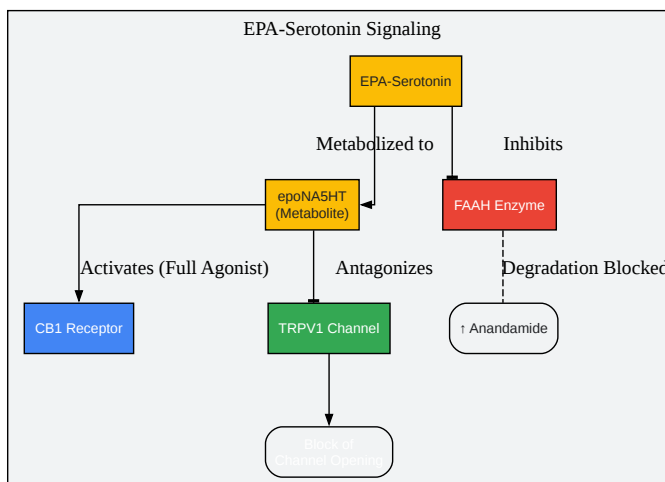 EPA-Serotonin Signaling
EPA-Serotonin
Metabolized to
Inhibits
epoNA5HT
(Metabolite)
FAAH Enzyme
Activates (Full Agonist)
Antagonizes
Degradation Blocked
CB1 Receptor
TRPV1 Channel
↑ Anandamide
Block of
Channel Opening